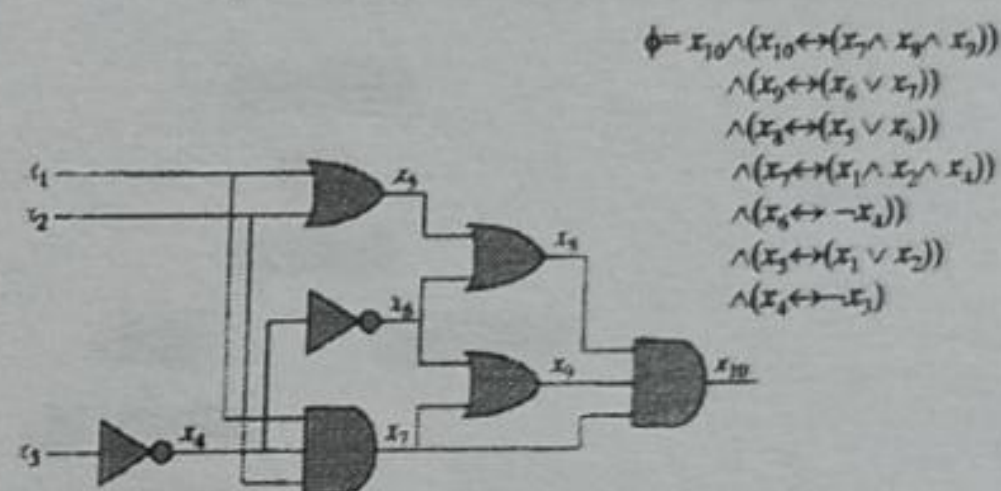 ϕ= x₁₀∧(x₁₀↔(x₇∧ x₈∧ x₉))
∧(x₉↔(x₆ ∨ x₇))
∧(x₈↔(x₅ ∨ x₆))
∧(x₇↔(x₁∧ x₂∧ x₄))
∧(x₆↔ ¬x₄))
∧(x₅↔(x₁ ∨ x₂))
∧(x₄↔¬x₃)
x₁
x₅
x₂
x₈
x₆
x₉
x₁₀
x₇
x₄
x₃